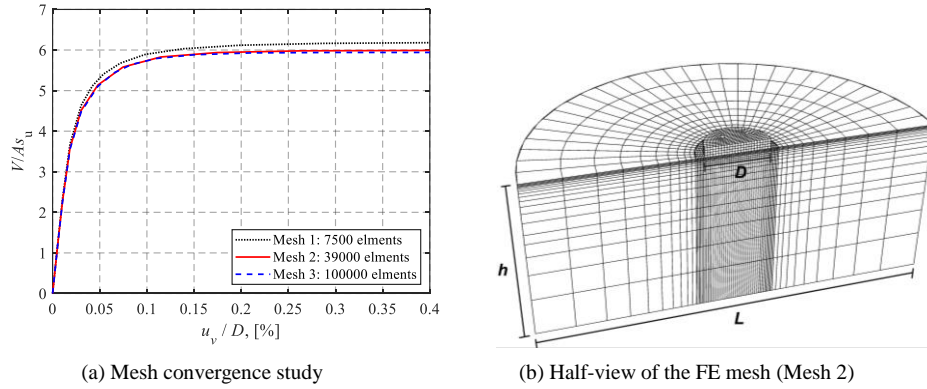 7
6
5
4
3
2
1
0
V/As_u
0 0.05 0.1 0.15 0.2 0.25 0.3 0.35 0.4
u_v / D, [%]
Mesh 1: 7500 elments
Mesh 2: 39000 elments
Mesh 3: 100000 elments
(a) Mesh convergence study
D
h
L
(b) Half-view of the FE mesh (Mesh 2)